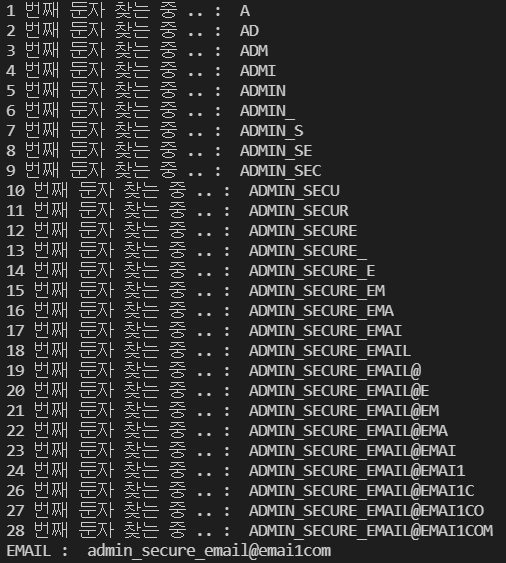 1 번째 문자 찾는 중 .. :  A
2 번째 문자 찾는 중 .. :  AD
3 번째 문자 찾는 중 .. :  ADM
4 번째 문자 찾는 중 .. :  ADMI
5 번째 문자 찾는 중 .. :  ADMIN
6 번째 문자 찾는 중 .. :  ADMIN_
7 번째 문자 찾는 중 .. :  ADMIN_S
8 번째 문자 찾는 중 .. :  ADMIN_SE
9 번째 문자 찾는 중 .. :  ADMIN_SEC
10 번째 문자 찾는 중 .. :  ADMIN_SECU
11 번째 문자 찾는 중 .. :  ADMIN_SECUR
12 번째 문자 찾는 중 .. :  ADMIN_SECURE
13 번째 문자 찾는 중 .. :  ADMIN_SECURE_
14 번째 문자 찾는 중 .. :  ADMIN_SECURE_E
15 번째 문자 찾는 중 .. :  ADMIN_SECURE_EM
16 번째 문자 찾는 중 .. :  ADMIN_SECURE_EMA
17 번째 문자 찾는 중 .. :  ADMIN_SECURE_EMAI
18 번째 문자 찾는 중 .. :  ADMIN_SECURE_EMAIL
19 번째 문자 찾는 중 .. :  ADMIN_SECURE_EMAIL@
20 번째 문자 찾는 중 .. :  ADMIN_SECURE_EMAIL@E
21 번째 문자 찾는 중 .. :  ADMIN_SECURE_EMAIL@EM
22 번째 문자 찾는 중 .. :  ADMIN_SECURE_EMAIL@EMA
23 번째 문자 찾는 중 .. :  ADMIN_SECURE_EMAIL@EMAI
24 번째 문자 찾는 중 .. :  ADMIN_SECURE_EMAIL@EMAI1
26 번째 문자 찾는 중 .. :  ADMIN_SECURE_EMAIL@EMAI1C
27 번째 문자 찾는 중 .. :  ADMIN_SECURE_EMAIL@EMAI1CO
28 번째 문자 찾는 중 .. :  ADMIN_SECURE_EMAIL@EMAI1COM
EMAIL :  admin_secure_email@emai1com